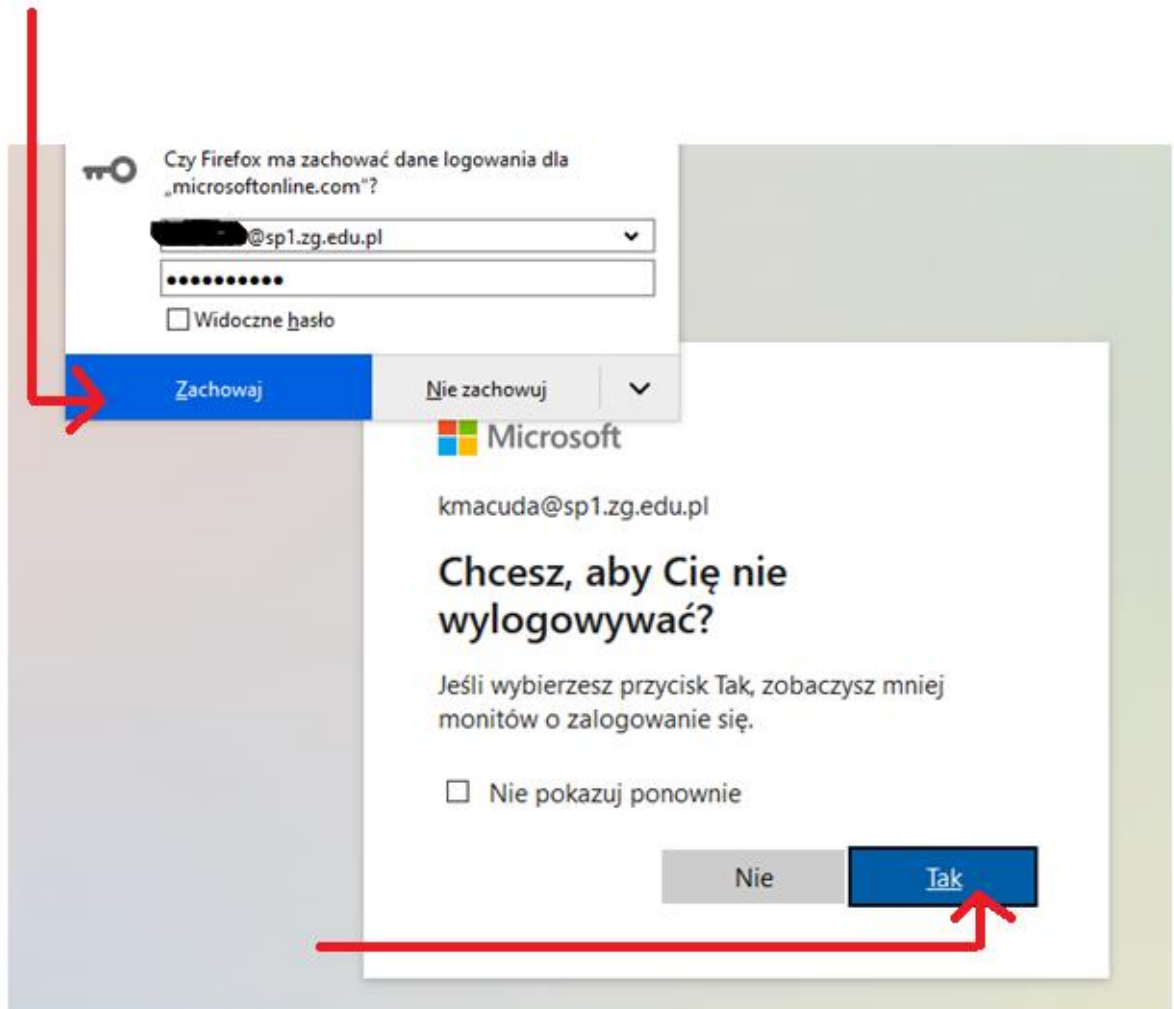 Czy Firefox ma zachować dane logowania dla
„microsoftonline.com”?
@sp1.zg.edu.pl
••••••••••
Widoczne hasło
Zachowaj
Nie zachowuj
Microsoft
kmacuda@sp1.zg.edu.pl
Chcesz, aby Cię nie
wylogowywać?
Jeśli wybierzesz przycisk Tak, zobaczysz mniej
monitów o zalogowanie się.
Nie pokazuj ponownie
Nie
Tak